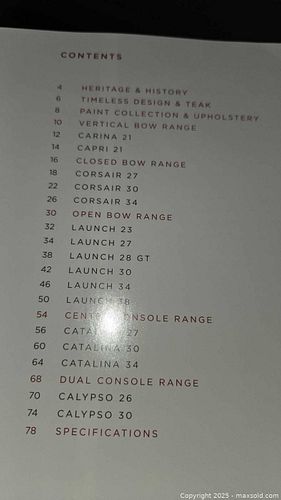 CONTENTS
4 HERITAGE & HISTORY
6 TIMELESS DESIGN & TEAK
8 PAINT COLLECTION & UPHOLSTERY
10 VERTICAL BOW RANGE
12 CARINA 21
14 CAPRI 21
16 CLOSED BOW RANGE
18 CORSAIR 27
22 CORSAIR 30
26 CORSAIR 34
30 OPEN BOW RANGE
32 LAUNCH 23
34 LAUNCH 27
38 LAUNCH 28 GT
42 LAUNCH 30
46 LAUNCH 34
50 LAUNCH 38
54 CENTER CONSOLE RANGE
56 CATALINA 27
60 CATALINA 30
64 CATALINA 34
68 DUAL CONSOLE RANGE
70 CALYPSO 26
74 CALYPSO 30
78 SPECIFICATIONS
Copyright 2025 - maxsold.com